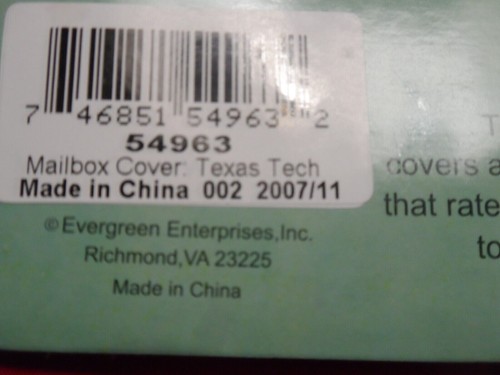 7 46851 54963 2
54963
Mailbox Cover: Texas Tech
Made in China 002 2007/11
©Evergreen Enterprises,Inc.
Richmond,VA 23225
Made in China
covers
that rate
to